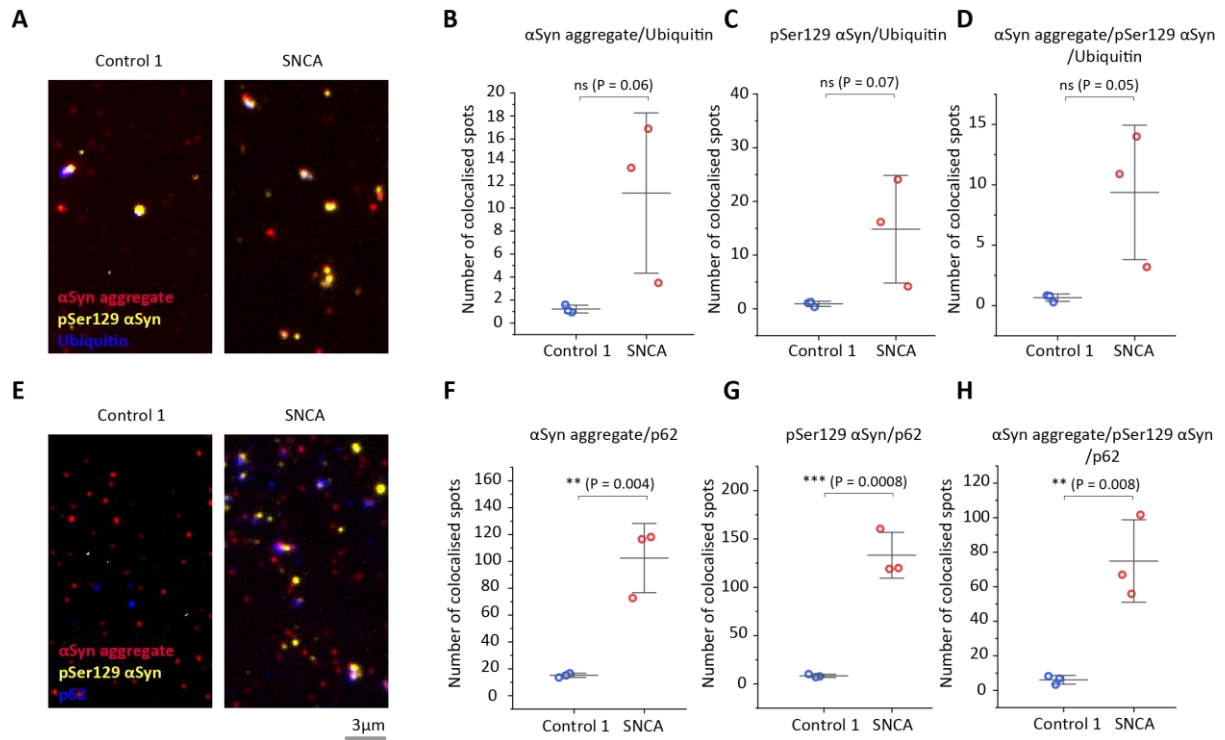 A
Control 1
SNCA
αSyn aggregate
pSer129 αSyn
Ubiquitin
B
αSyn aggregate/Ubiquitin
ns (P = 0.06)
Number of colocalised spots
20
18
16
14
12
10
8
6
4
2
0
Control 1
SNCA
C
pSer129 αSyn/Ubiquitin
ns (P = 0.07)
Number of colocalised spots
40
30
20
10
0
Control 1
SNCA
D
αSyn aggregate/pSer129 αSyn
/Ubiquitin
ns (P = 0.05)
Number of colocalised spots
15
10
5
0
Control 1
SNCA
E
Control 1
SNCA
αSyn aggregate
pSer129 αSyn
p62
3μm
F
αSyn aggregate/p62
** (P = 0.004)
Number of colocalised spots
160
140
120
100
80
60
40
20
0
Control 1
SNCA
G
pSer129 αSyn/p62
*** (P = 0.0008)
Number of colocalised spots
200
150
100
50
0
Control 1
SNCA
H
αSyn aggregate/pSer129 αSyn
/p62
** (P = 0.008)
Number of colocalised spots
120
100
80
60
40
20
0
Control 1
SNCA